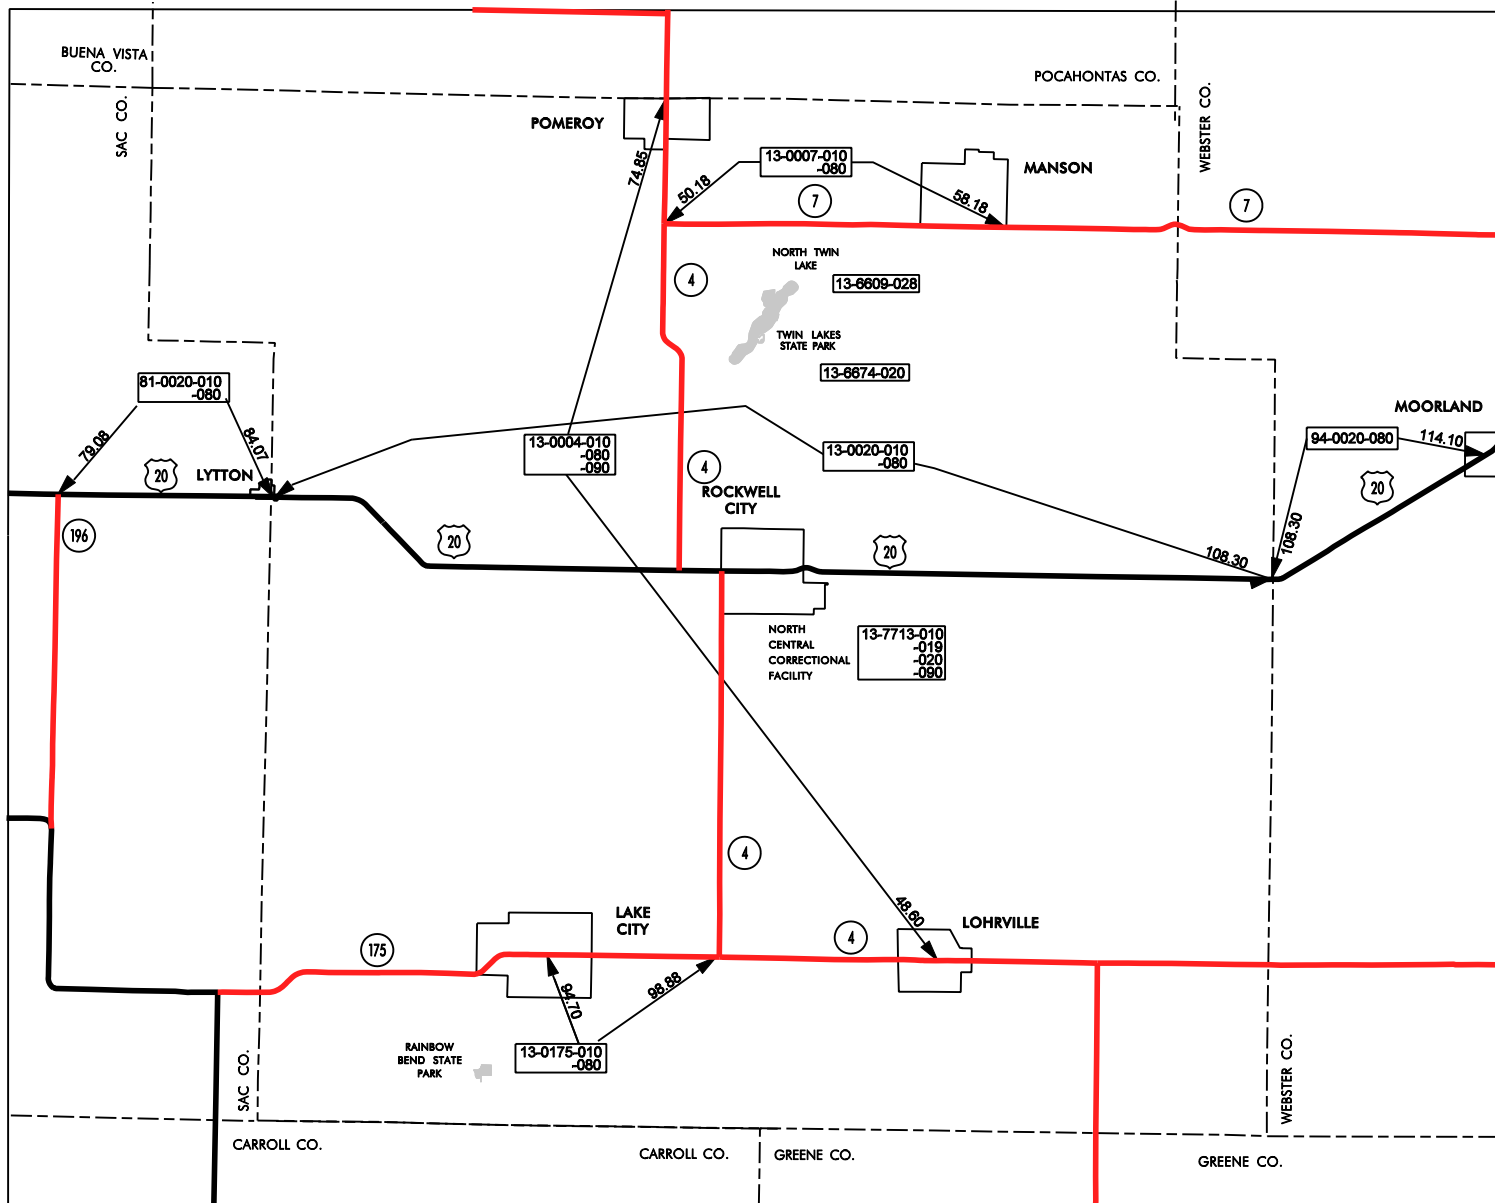 BUENA VISTA
CO.
POCAHONTAS CO.
SAC CO.
WEBSTER CO.
POMEROY
13-0007-010
-080
MANSON
74.85
50.18
58.18
7
7
NORTH TWIN
LAKE
4
13-6609-028
TWIN LAKES
STATE PARK
13-6674-020
81-0020-010
-080
MOORLAND
79.08
84.07
13-0004-010
-080
-090
13-0020-010
-080
94-0020-080
114.10
20
LYTTON
4
20
ROCKWELL
CITY
196
20
20
108.30
108.30
NORTH
CENTRAL
CORRECTIONAL
FACILITY
13-7713-010
-019
-020
-090
4
48.60
LAKE
CITY
LOHRVILLE
175
4
94.70
98.88
RAINBOW
BEND STATE
PARK
13-0175-010
-080
SAC CO.
WEBSTER CO.
CARROLL CO.
CARROLL CO.
GREENE CO.
GREENE CO.